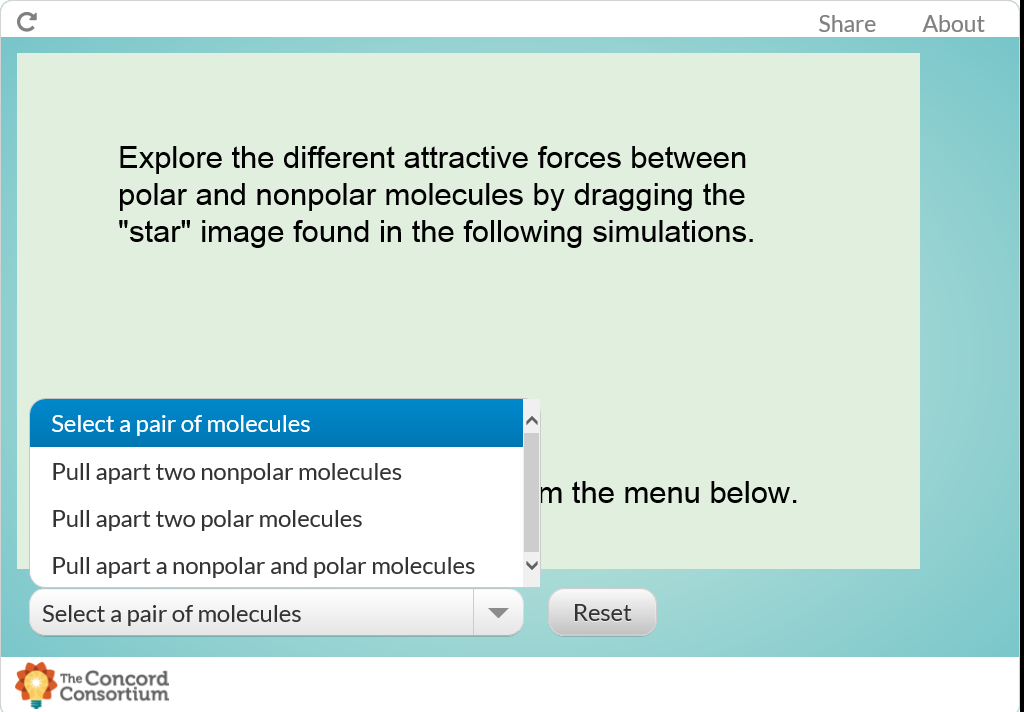 Share About
Explore the different attractive forces between
polar and nonpolar molecules by dragging the
"star" image found in the following simulations.
Select a pair of molecules
Pull apart two nonpolar molecules
m the menu below.
Pull apart two polar molecules
Pull apart a nonpolar and polar molecules
Select a pair of molecules Reset
The Concord
Consortium